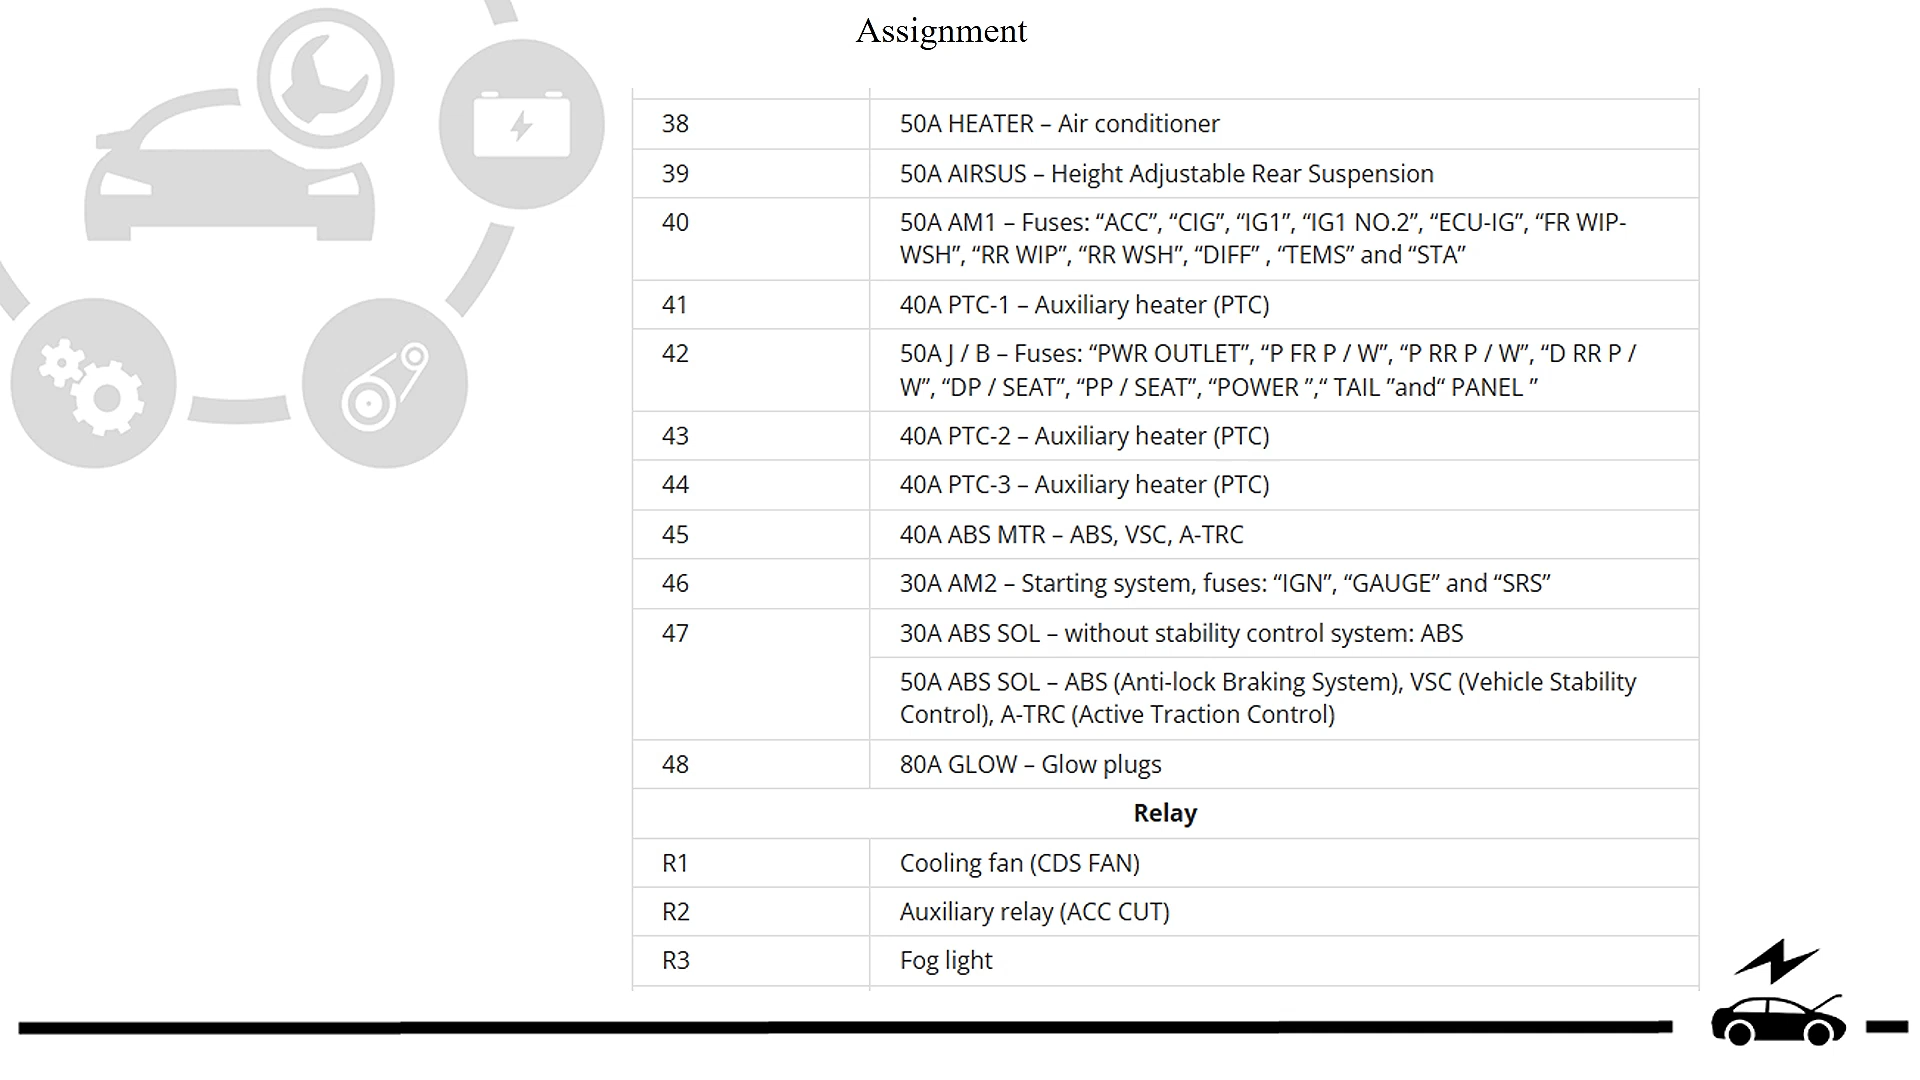 Assignment
38 50A HEATER – Air conditioner
39 50A AIRSUS – Height Adjustable Rear Suspension
40 50A AM1 – Fuses: “ACC”, “CIG”, “IG1”, “IG1 NO.2”, “ECU-IG”, “FR WIP-
WSH”, “RR WIP”, “RR WSH”, “DIFF” , “TEMS” and “STA”
41 40A PTC-1 – Auxiliary heater (PTC)
42 50A J / B – Fuses: “PWR OUTLET”, “P FR P / W”, “P RR P / W”, “D RR P /
W”, “DP / SEAT”, “PP / SEAT”, “POWER ”,“ TAIL ”and“ PANEL ”
43 40A PTC-2 – Auxiliary heater (PTC)
44 40A PTC-3 – Auxiliary heater (PTC)
45 40A ABS MTR – ABS, VSC, A-TRC
46 30A AM2 – Starting system, fuses: “IGN”, “GAUGE” and “SRS”
47 30A ABS SOL – without stability control system: ABS
50A ABS SOL – ABS (Anti-lock Braking System), VSC (Vehicle Stability
Control), A-TRC (Active Traction Control)
48 80A GLOW – Glow plugs
Relay
R1 Cooling fan (CDS FAN)
R2 Auxiliary relay (ACC CUT)
R3 Fog light